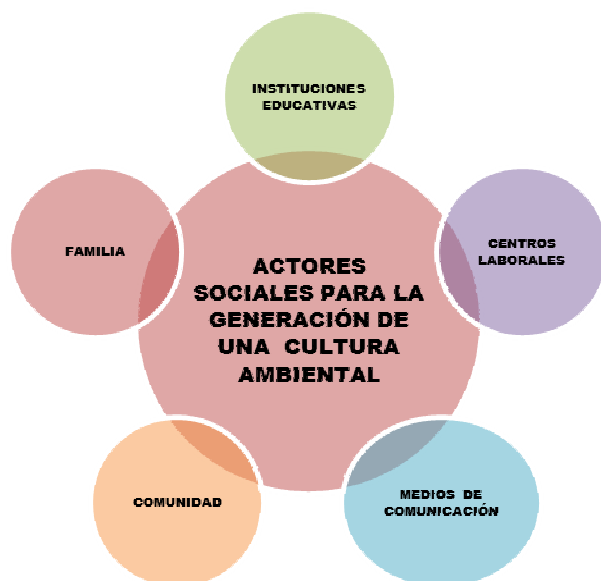 INSTITUCIONES
EDUCATIVAS
FAMILIA
CENTROS
LABORALES
ACTORES
SOCIALES PARA LA
GENERACIÓN DE
UNA CULTURA
AMBIENTAL
COMUNIDAD
MEDIOS DE
COMUNICACIÓN